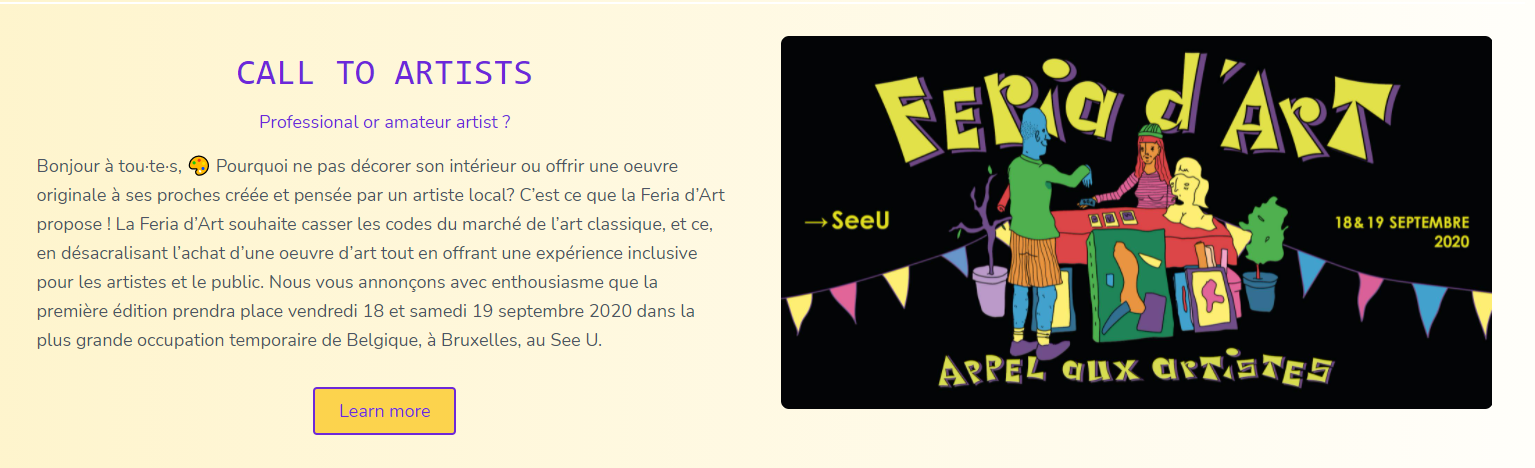 CALL TO ARTISTS
Professional or amateur artist ?
Bonjour à tou·te·s, 🎨 Pourquoi ne pas décorer son intérieur ou offrir une oeuvre
originale à ses proches créée et pensée par un artiste local? C’est ce que la Feria d’Art
propose ! La Feria d’Art souhaite casser les codes du marché de l’art classique, et ce,
en désacralisant l’achat d’une oeuvre d’art tout en offrant une expérience inclusive
pour les artistes et le public. Nous vous annonçons avec enthousiasme que la
première édition prendra place vendredi 18 et samedi 19 septembre 2020 dans la
plus grande occupation temporaire de Belgique, à Bruxelles, au See U.
Learn more
Feria d'Art
→SeeU
18&19 SEPTEMBRE
2020
Appel aux artistes